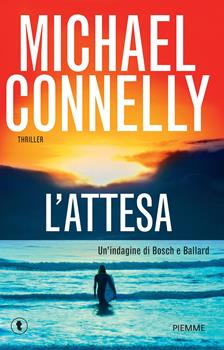 MICHAEL
CONNELLY
THRILLER
L'ATTESA
Un'indagine di Bosch e Ballard
PIEMME